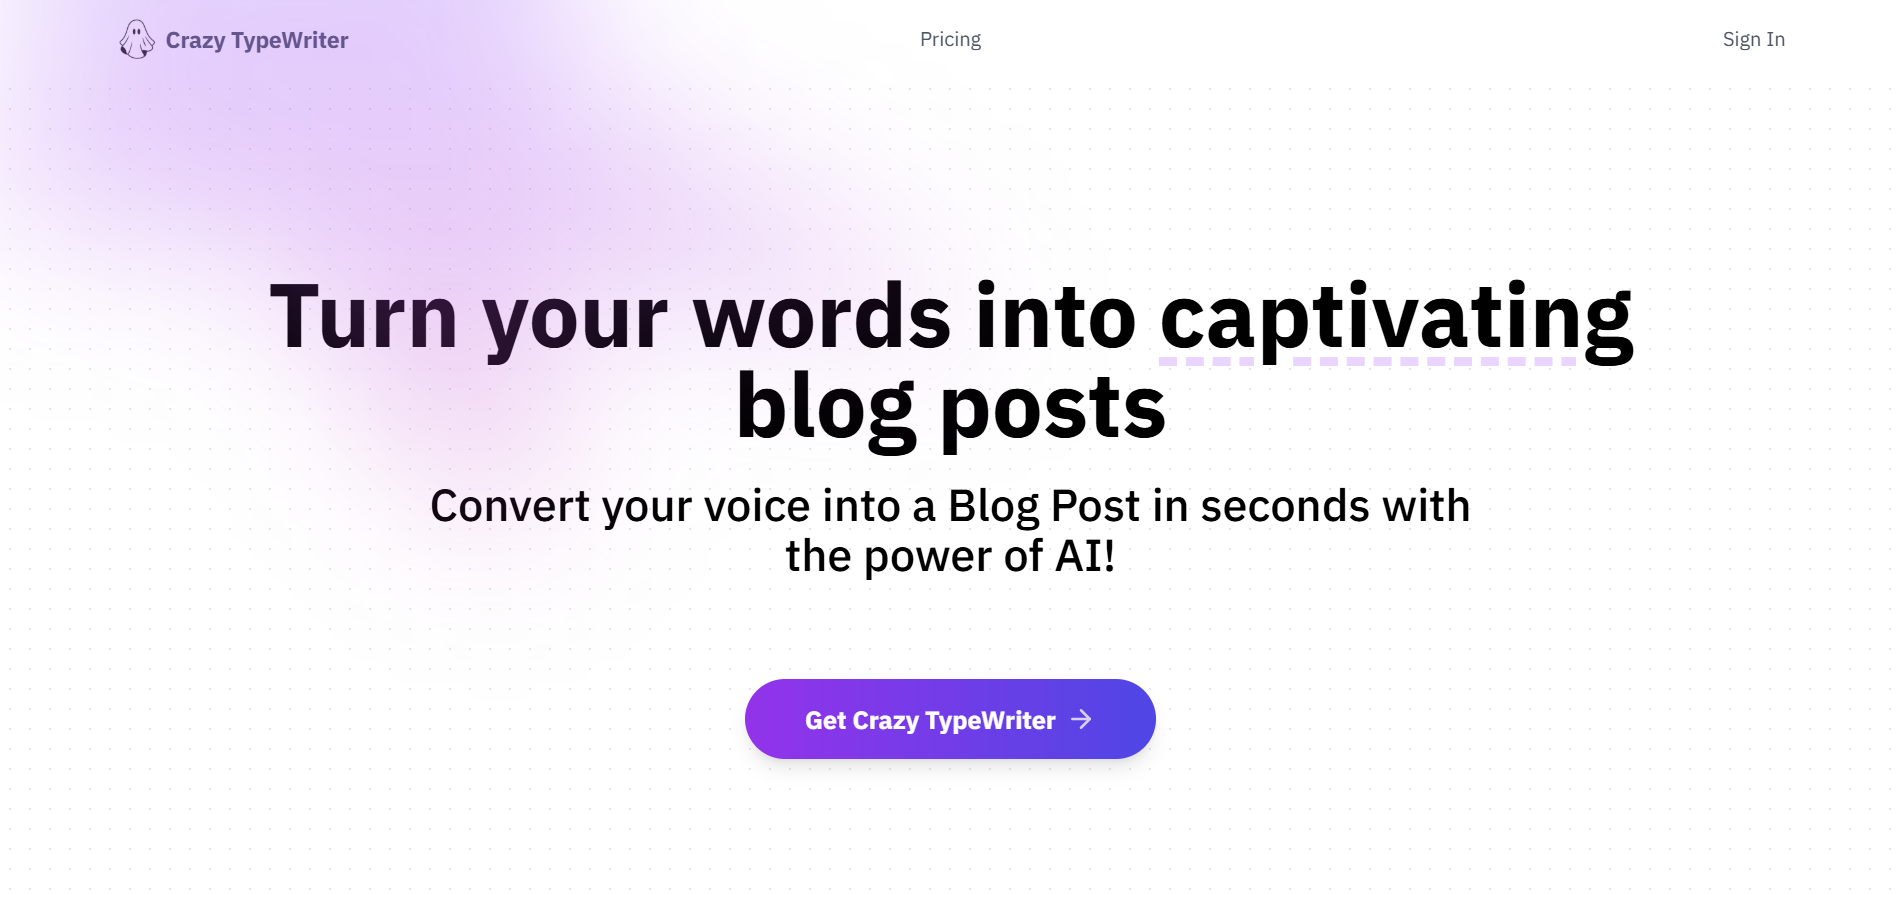 Crazy TypeWriter
Pricing
Sign In
Turn your words into captivating
blog posts
Convert your voice into a Blog Post in seconds with
the power of AI!
Get Crazy TypeWriter